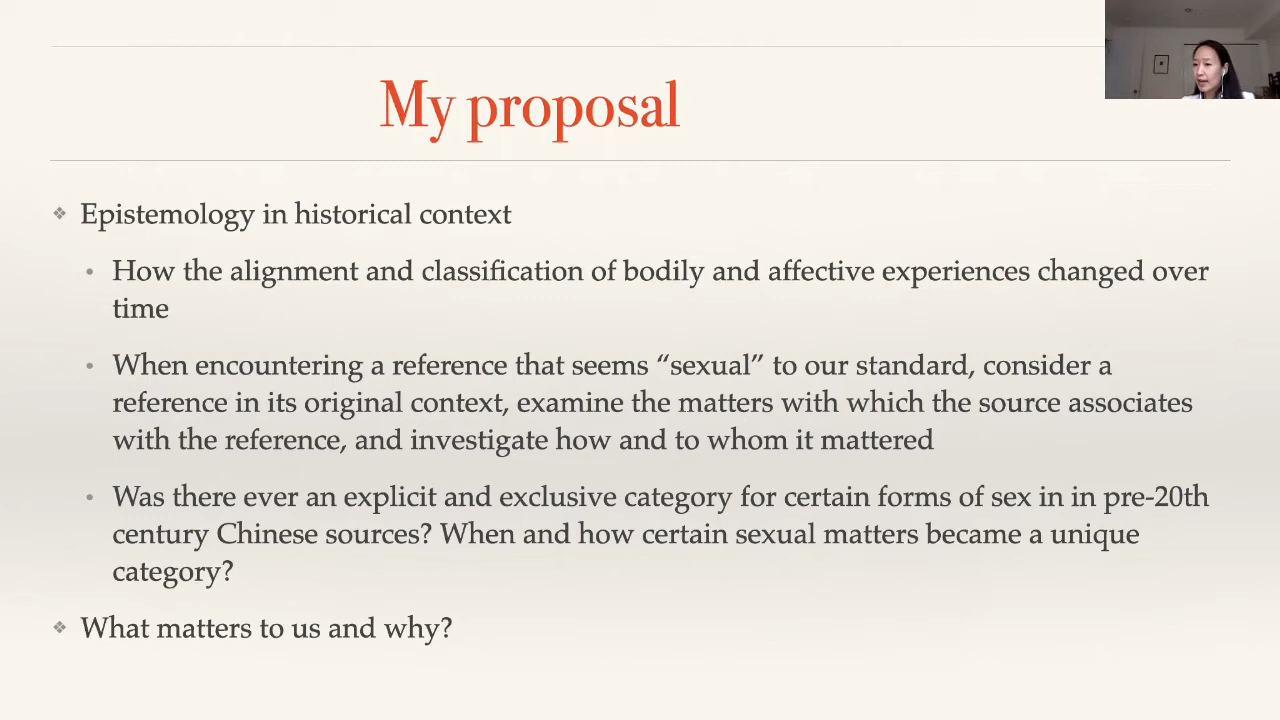 My proposal
Epistemology in historical context
How the alignment and classification of bodily and affective experiences changed over
time
When encountering a reference that seems “sexual” to our standard, consider a
reference in its original context, examine the matters with which the source associates
with the reference, and investigate how and to whom it mattered
Was there ever an explicit and exclusive category for certain forms of sex in in pre-20th
century Chinese sources? When and how certain sexual matters became a unique
category?
What matters to us and why?